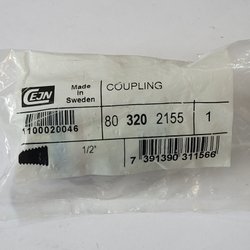 CEJN
Made
in
Sweden
COUPLING
1100020046
80 320 2155
1
1/2"
7 391390 311566